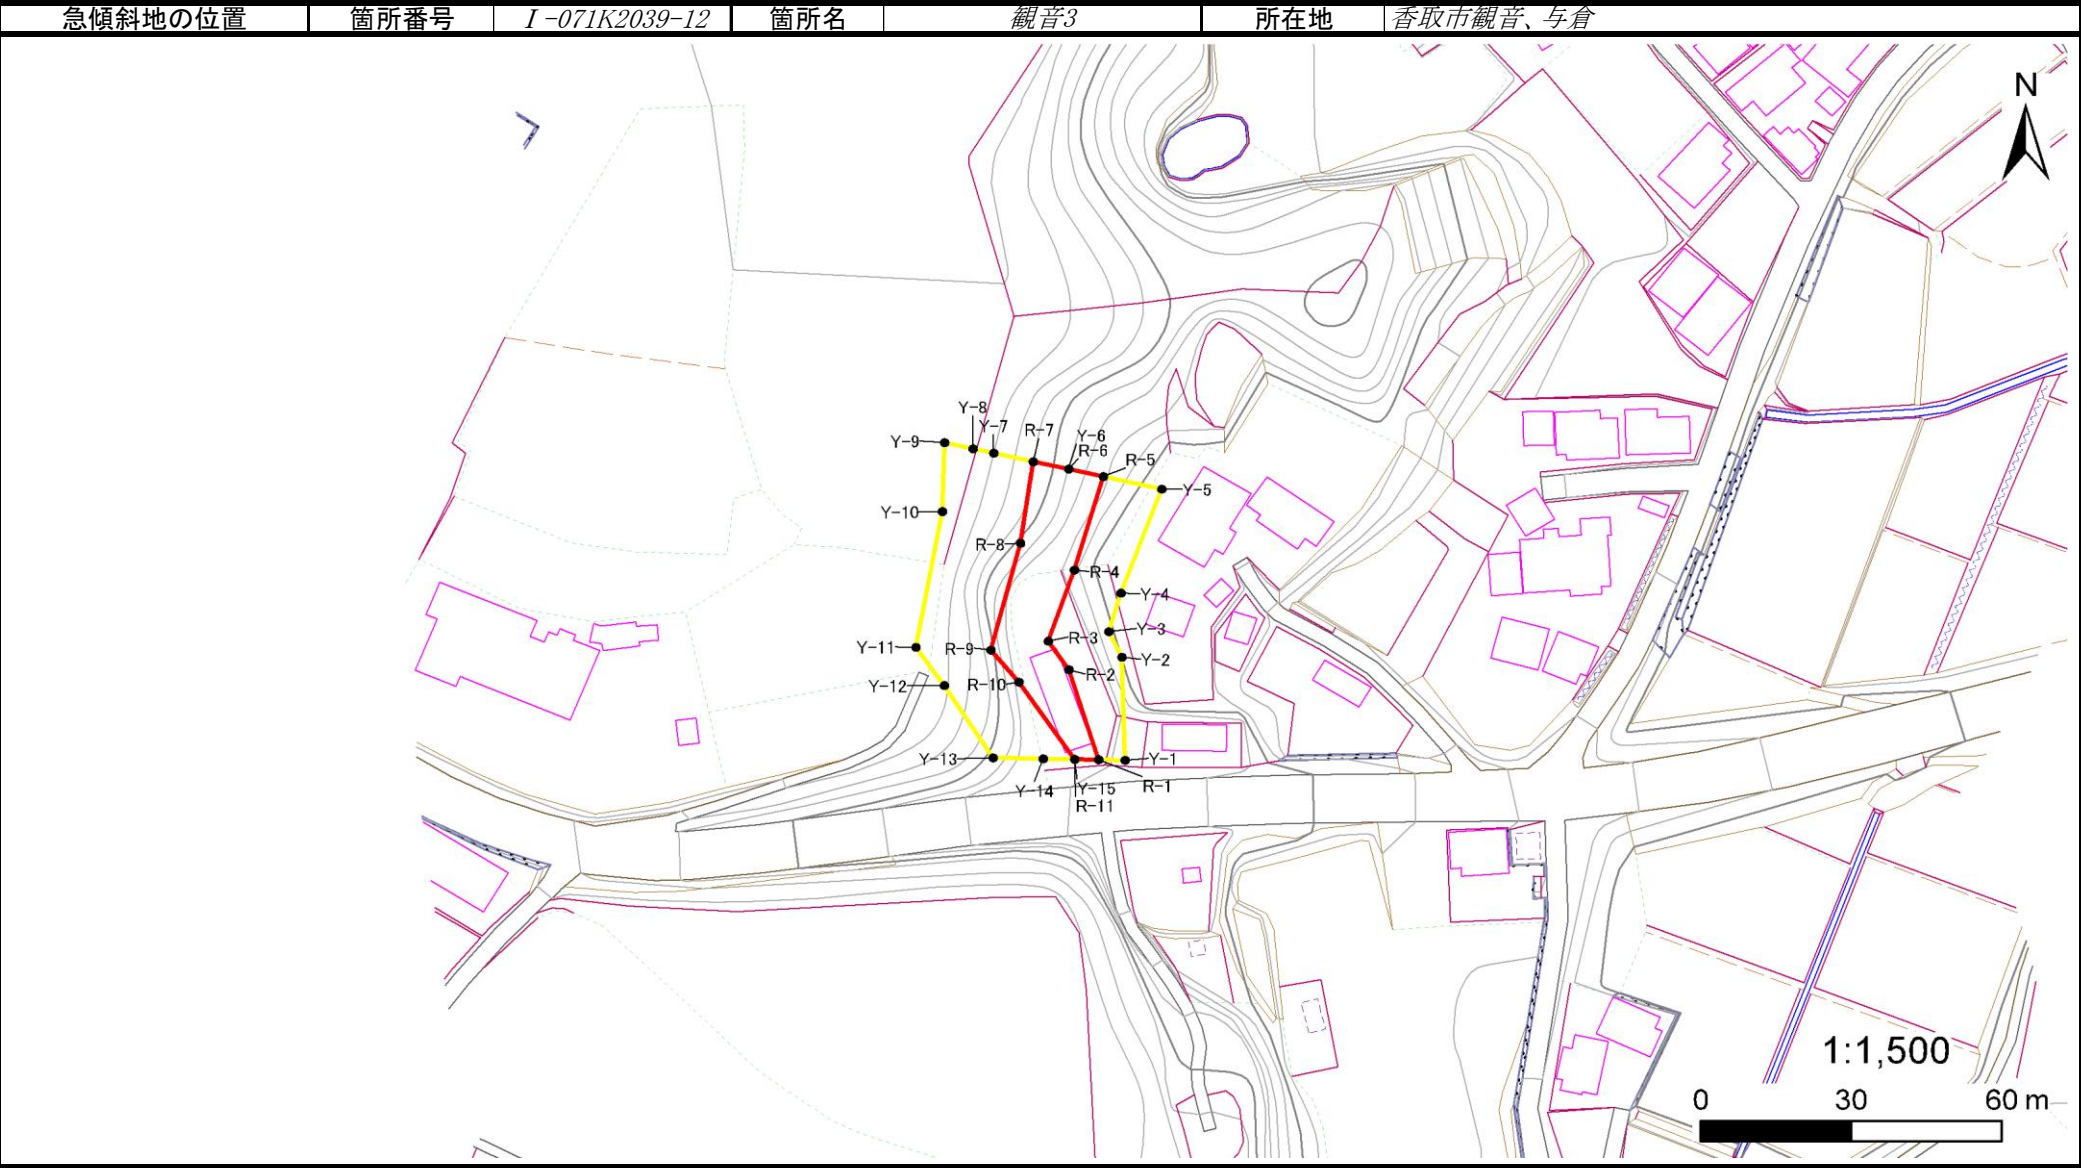 急傾斜地の位置 箇所番号 Ⅰ-071K2039-12 箇所名 観音3 所在地 香取市観音、与倉
N
Y-8
Y-7
R-7
Y-6
Y-9
R-6
R-5
Y-5
Y-10
R-8
R-4
Y-4
Y-3
R-3
Y-11
R-9
Y-2
R-2
Y-12
R-10
Y-13
Y-1
Y-14
Y-15
R-1
R-11
1:1,500
0 30 60 m